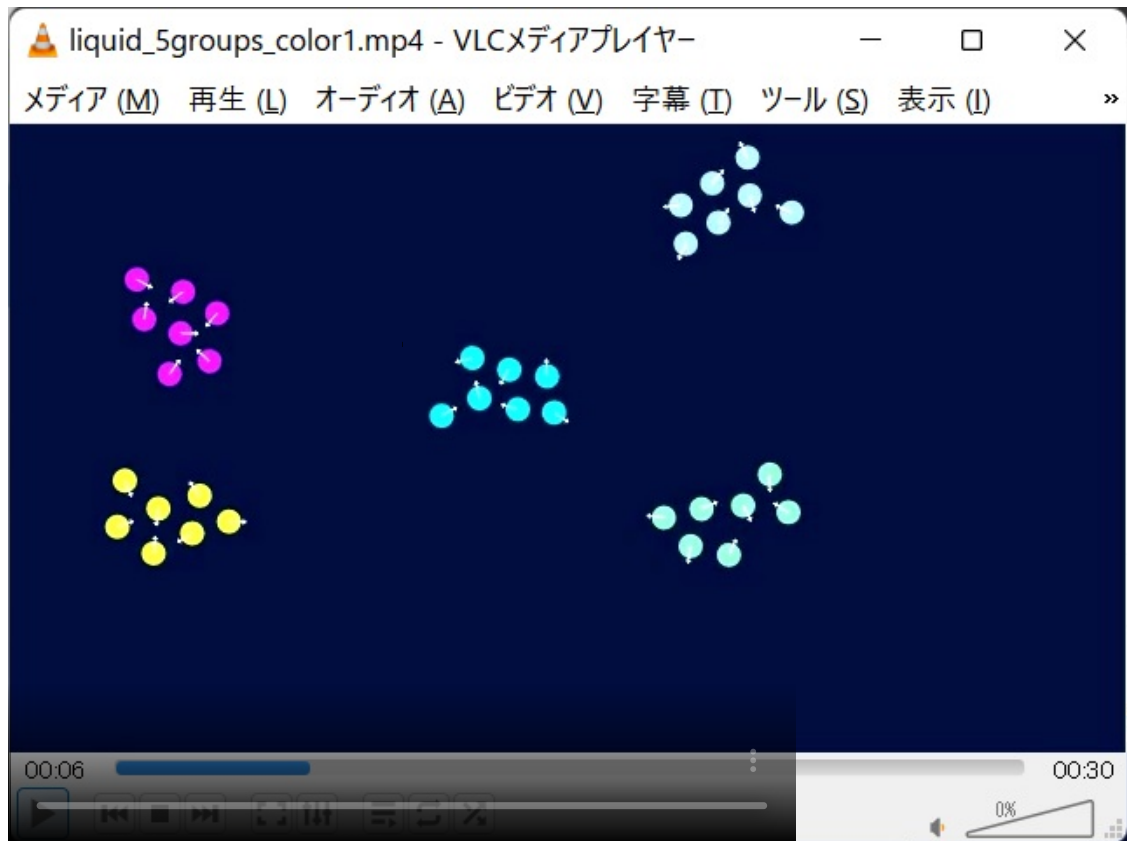 liquid_5groups_color1.mp4 - VLCメディアプレイヤー
メディア (M) 再生 (L) オーディオ (A) ビデオ (V) 字幕 (T) ツール (S) 表示 (I) »
00:06 00:30
0%